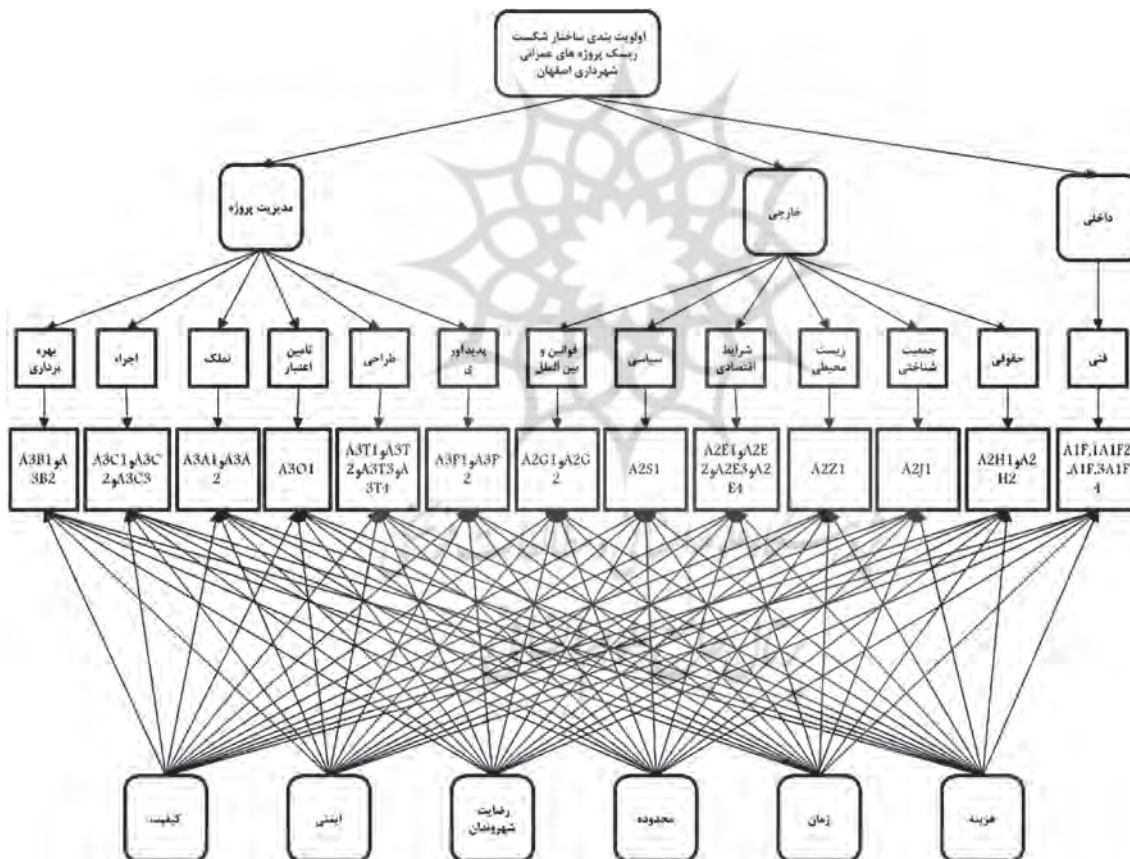 اولویت بندی ساختار شکست
ریسک پروژه های عمرانی
شهرداری اصفهان
داخلی
خارجی
مدیریت پروژه
فنی
حقوقی
جمعیت
شناختی
زیست
محیطی
شرایط
اقتصادی
سیاسی
قوانین و
بین الملل
پدیداور
ی
طراحی
تأمین
اعتبار
تملک
اجراء
بهره
برداری
A1F,1A1F2
,A1F,3A1F
4
A2H1وA2
H2
A2J1
A2Z1
A2E1وA2E
2وA2E3وA2
E4
A2S1
A2G1وA2G
2
A3P1وA3P
2
A3T1وA3T
2وA3T3وA
3T4
A3O1
A3A1وA3A
2
A3C1وA3C
2وA3C3
A3B1وA
3B2
هزینه
زمان
محدوده
رضایت
شهروندان
ایمنی
کیفیت